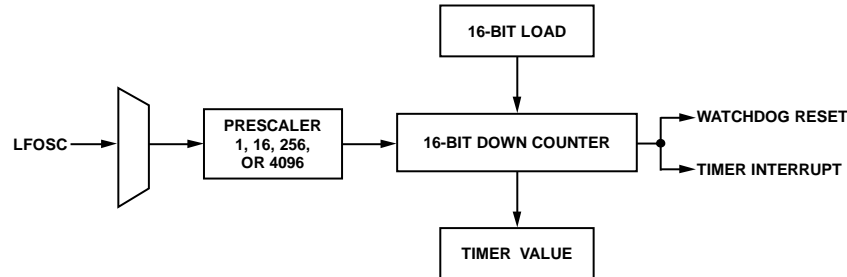 16-BIT LOAD
LFOSC
PRESCALER
1, 16, 256,
OR 4096
16-BIT DOWN COUNTER
WATCHDOG RESET
TIMER INTERRUPT
TIMER VALUE